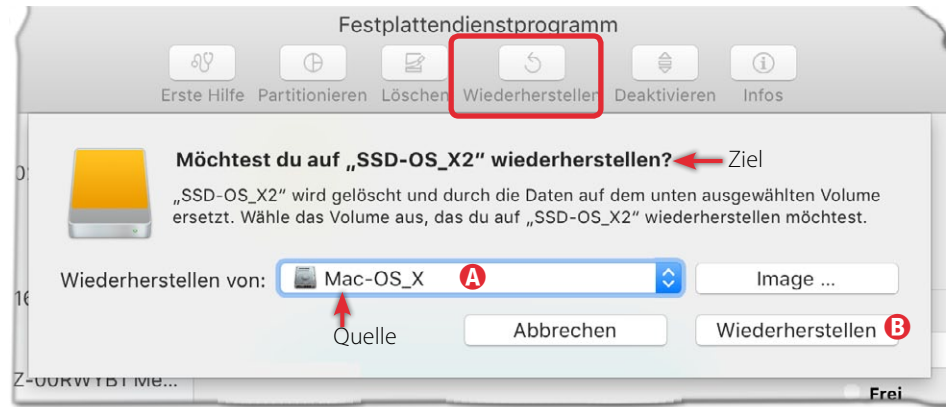 Festplattendienstprogramm
Erste Hilfe Partitionieren Löschen Wiederherstellen Deaktivieren Infos
Möchtest du auf „SSD-OS_X2“ wiederherstellen? Ziel
„SSD-OS_X2“ wird gelöscht und durch die Daten auf dem unten ausgewählten Volume
ersetzt. Wähle das Volume aus, das du auf „SSD-OS_X2“ wiederherstellen möchtest.
Wiederherstellen von: Mac-OS_X A Image ...
Quelle Abbrechen Wiederherstellen B
Z-00RWYBT Me...
Frei